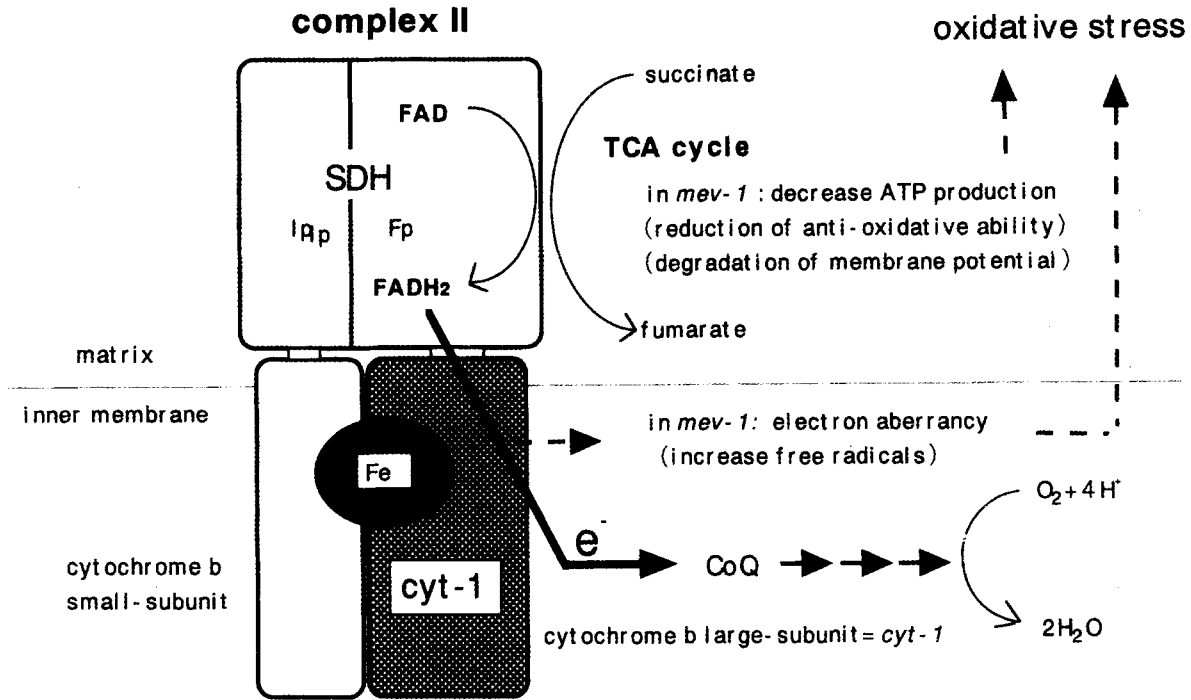 complex II
oxidative stress
succinate
FAD
TCA cycle
SDH
in mev-1 : decrease ATP production
(reduction of anti-oxidative ability)
(degradation of membrane potential)
Fp
FADH₂
fumarate
matrix
inner membrane
in mev-1: electron aberrancy
(increase free radicals)
Fe
O₂+4H⁺
e⁻
CoQ
cytochrome b
small-subunit
cyt-1
cytochrome b large-subunit= cyt-1
2H₂O